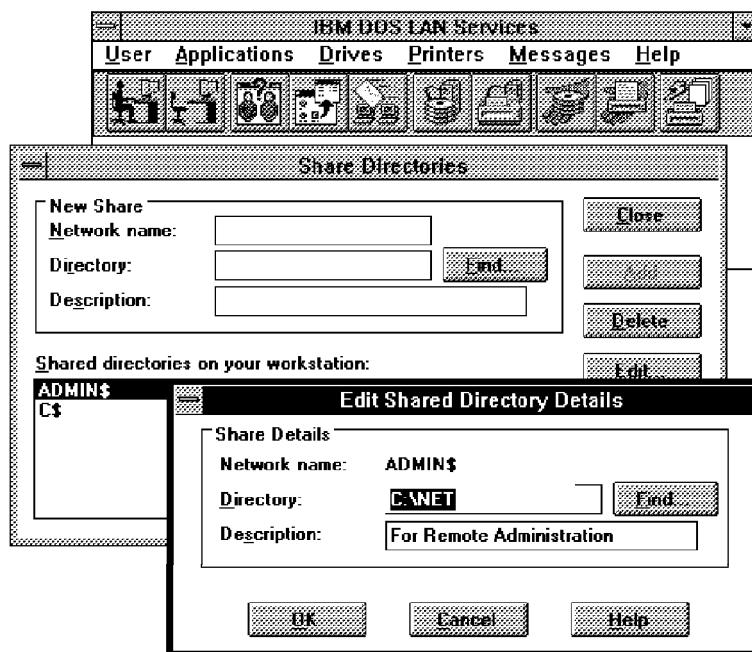 IBM DOS LAN Services
User Applications Drives Printers Messages Help
Share Directories
New Share
Network name:
Close
Directory:
Find...
Add
Description:
Delete
Shared directories on your workstation:
Edit...
ADMIN$
C$
Edit Shared Directory Details
Share Details
Network name: ADMIN$
Directory: C:\NET Find...
Description: For Remote Administration
OK Cancel Help